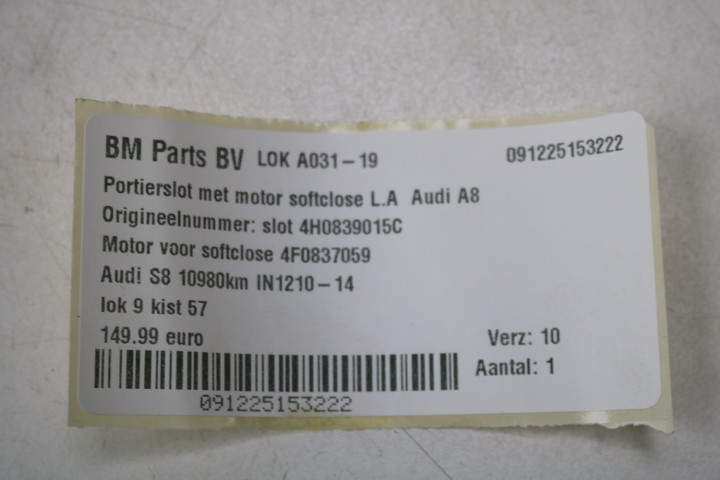 BM Parts BV LOK A031-19 091225153222
Portierslot met motor softclose L.A Audi A8
Origineelnummer: slot 4H0839015C
Motor voor softclose 4F0837059
Audi S8 10980km IN1210-14
lok 9 kist 57
149.99 euro Verz: 10
Aantal: 1
091225153222